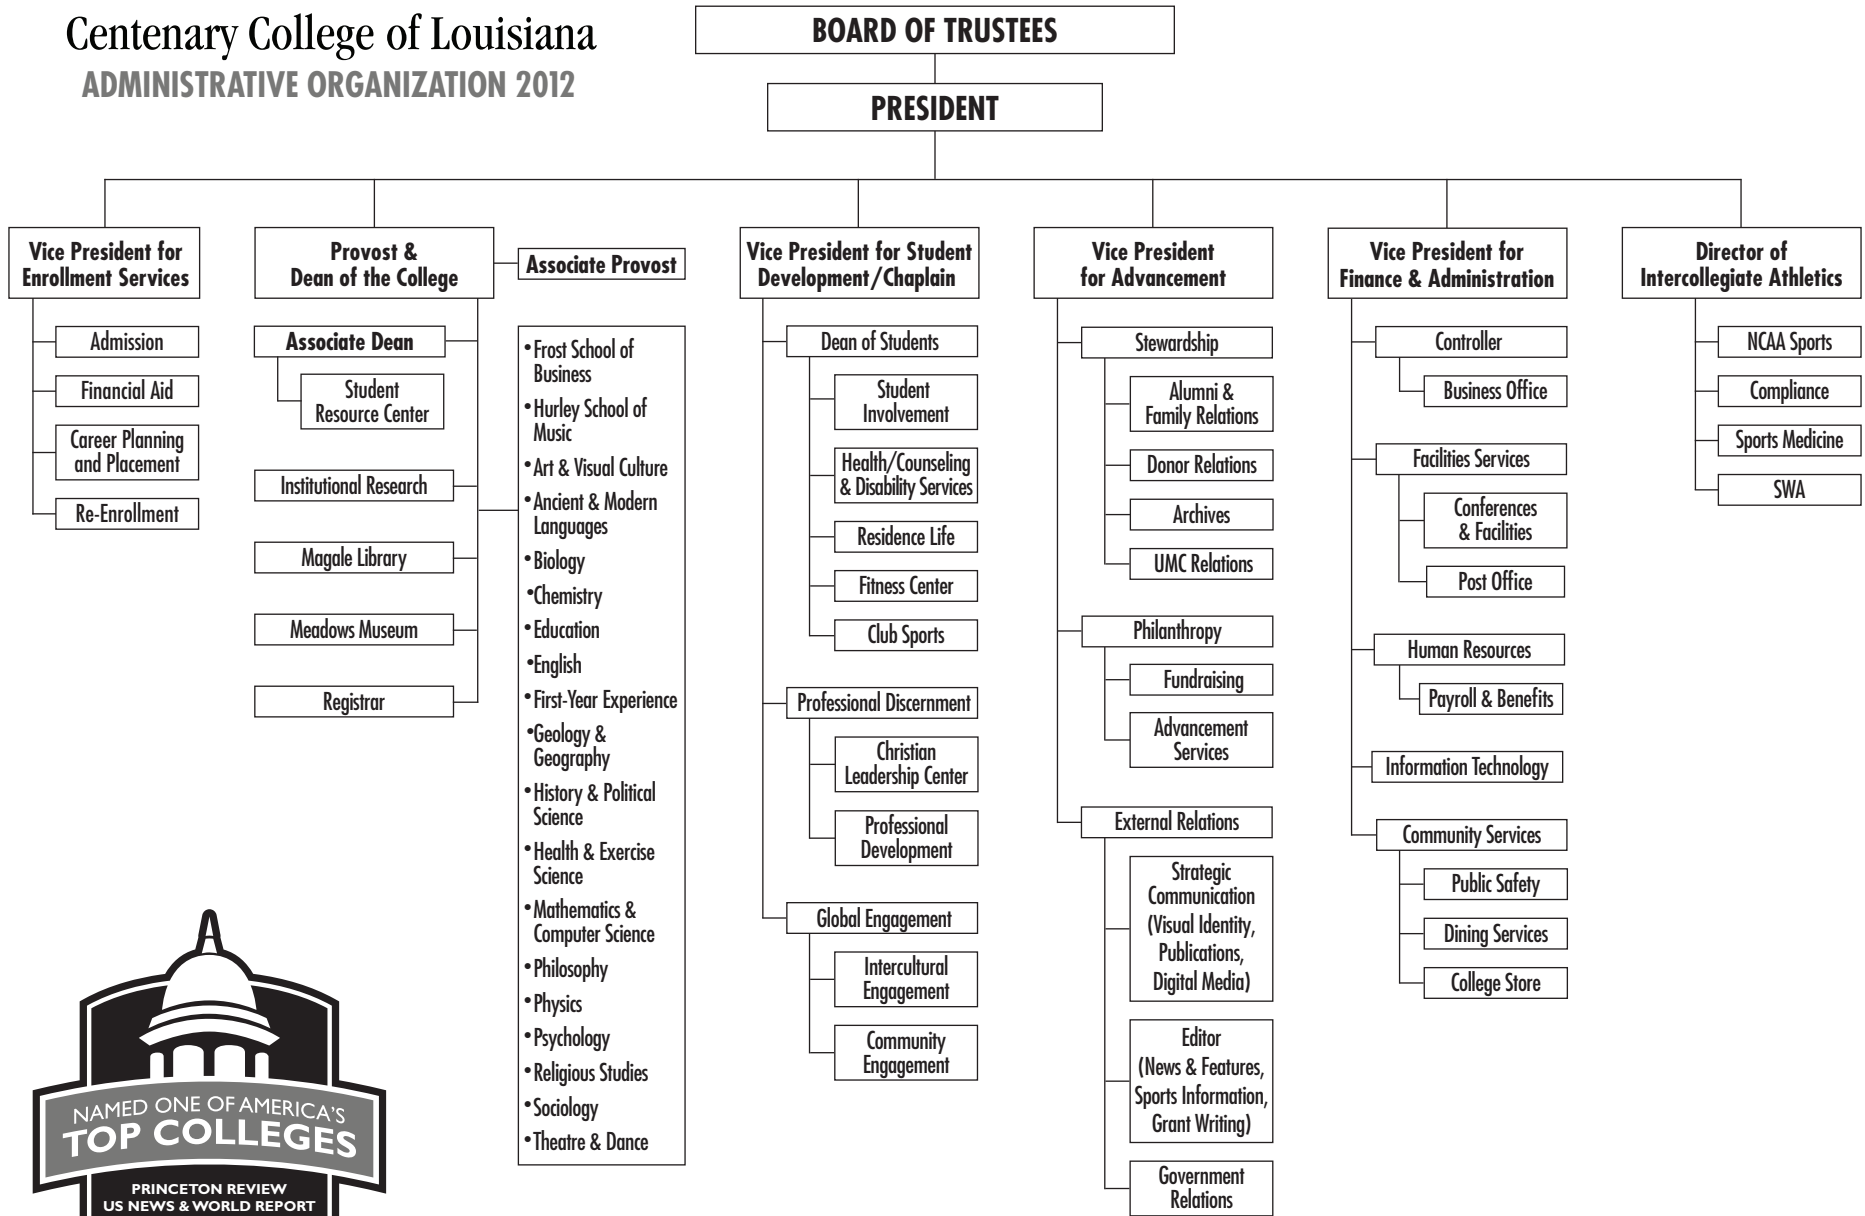 Centenary College of Louisiana
ADMINISTRATIVE ORGANIZATION 2012
BOARD OF TRUSTEES
PRESIDENT
Vice President for
Enrollment Services
Admission
Financial Aid
Career Planning
and Placement
Re-Enrollment
Provost &
Dean of the College
Associate Provost
Associate Dean
Student
Resource Center
Institutional Research
Magale Library
Meadows Museum
Registrar
• Frost School of
Business
• Hurley School of
Music
• Art & Visual Culture
• Ancient & Modern
Languages
• Biology
• Chemistry
• Education
• English
• First-Year Experience
• Geology &
Geography
• History & Political
Science
• Health & Exercise
Science
• Mathematics &
Computer Science
• Philosophy
• Physics
• Psychology
• Religious Studies
• Sociology
• Theatre & Dance
Vice President for Student
Development/Chaplain
Dean of Students
Student
Involvement
Health/Counseling
& Disability Services
Residence Life
Fitness Center
Club Sports
Professional Discernment
Christian
Leadership Center
Professional
Development
Global Engagement
Intercultural
Engagement
Community
Engagement
Vice President
for Advancement
Stewardship
Alumni &
Family Relations
Donor Relations
Archives
UMC Relations
Philanthropy
Fundraising
Advancement
Services
External Relations
Strategic
Communication
(Visual Identity,
Publications,
Digital Media)
Editor
(News & Features,
Sports Information,
Grant Writing)
Government
Relations
Vice President for
Finance & Administration
Controller
Business Office
Facilities Services
Conferences
& Facilities
Post Office
Human Resources
Payroll & Benefits
Information Technology
Community Services
Public Safety
Dining Services
College Store
Director of
Intercollegiate Athletics
NCAA Sports
Compliance
Sports Medicine
SWA
NAMED ONE OF AMERICA'S
TOP COLLEGES
PRINCETON REVIEW
US NEWS & WORLD REPORT